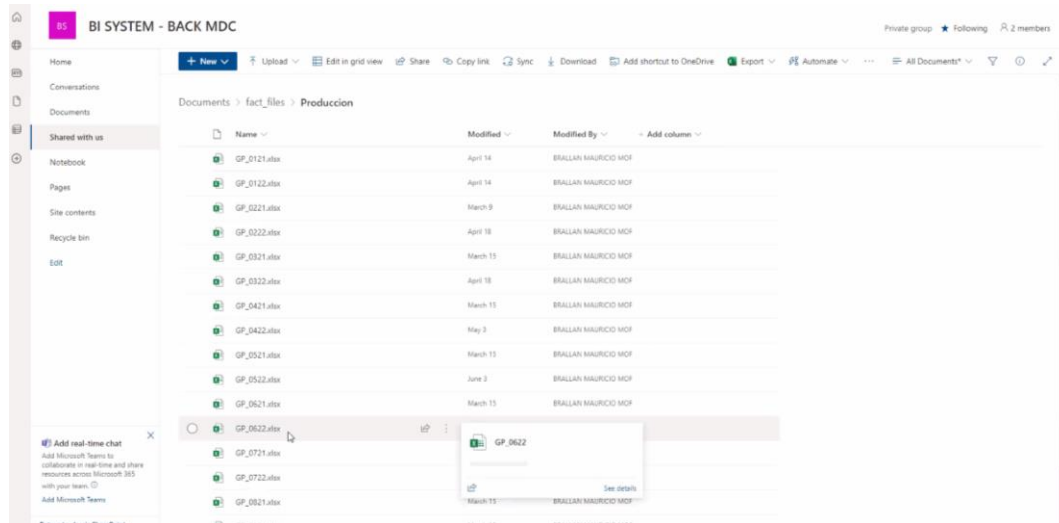 BS BI SYSTEM - BACK MDC
Private group ★ Following 2 members
Home
Conversations
Documents
Shared with us
Notebook
Pages
Site contents
Recycle bin
Edit
+ New Upload Edit in grid view Share Copy link Sync Download Add shortcut to OneDrive Export Automate ... All Documents*
Documents > fact_files > Produccion
Name Modified Modified By + Add column
GP_0121.xlsx April 14 BRALLAN MAURICIO MOF
GP_0122.xlsx April 14 BRALLAN MAURICIO MOF
GP_0221.xlsx March 9 BRALLAN MAURICIO MOF
GP_0222.xlsx April 18 BRALLAN MAURICIO MOF
GP_0321.xlsx March 15 BRALLAN MAURICIO MOF
GP_0322.xlsx April 18 BRALLAN MAURICIO MOF
GP_0421.xlsx March 15 BRALLAN MAURICIO MOF
GP_0422.xlsx May 3 BRALLAN MAURICIO MOF
GP_0521.xlsx March 15 BRALLAN MAURICIO MOF
GP_0522.xlsx June 2 BRALLAN MAURICIO MOF
GP_0621.xlsx March 15 BRALLAN MAURICIO MOF
GP_0622.xlsx
GP_0721.xlsx
GP_0722.xlsx
GP_0821.xlsx March 15 BRALLAN MAURICIO MOF
GP_0622
See details
Add real-time chat
Add Microsoft Teams to
collaborate in real-time and share
resources across Microsoft 365
with your team.
Add Microsoft Teams